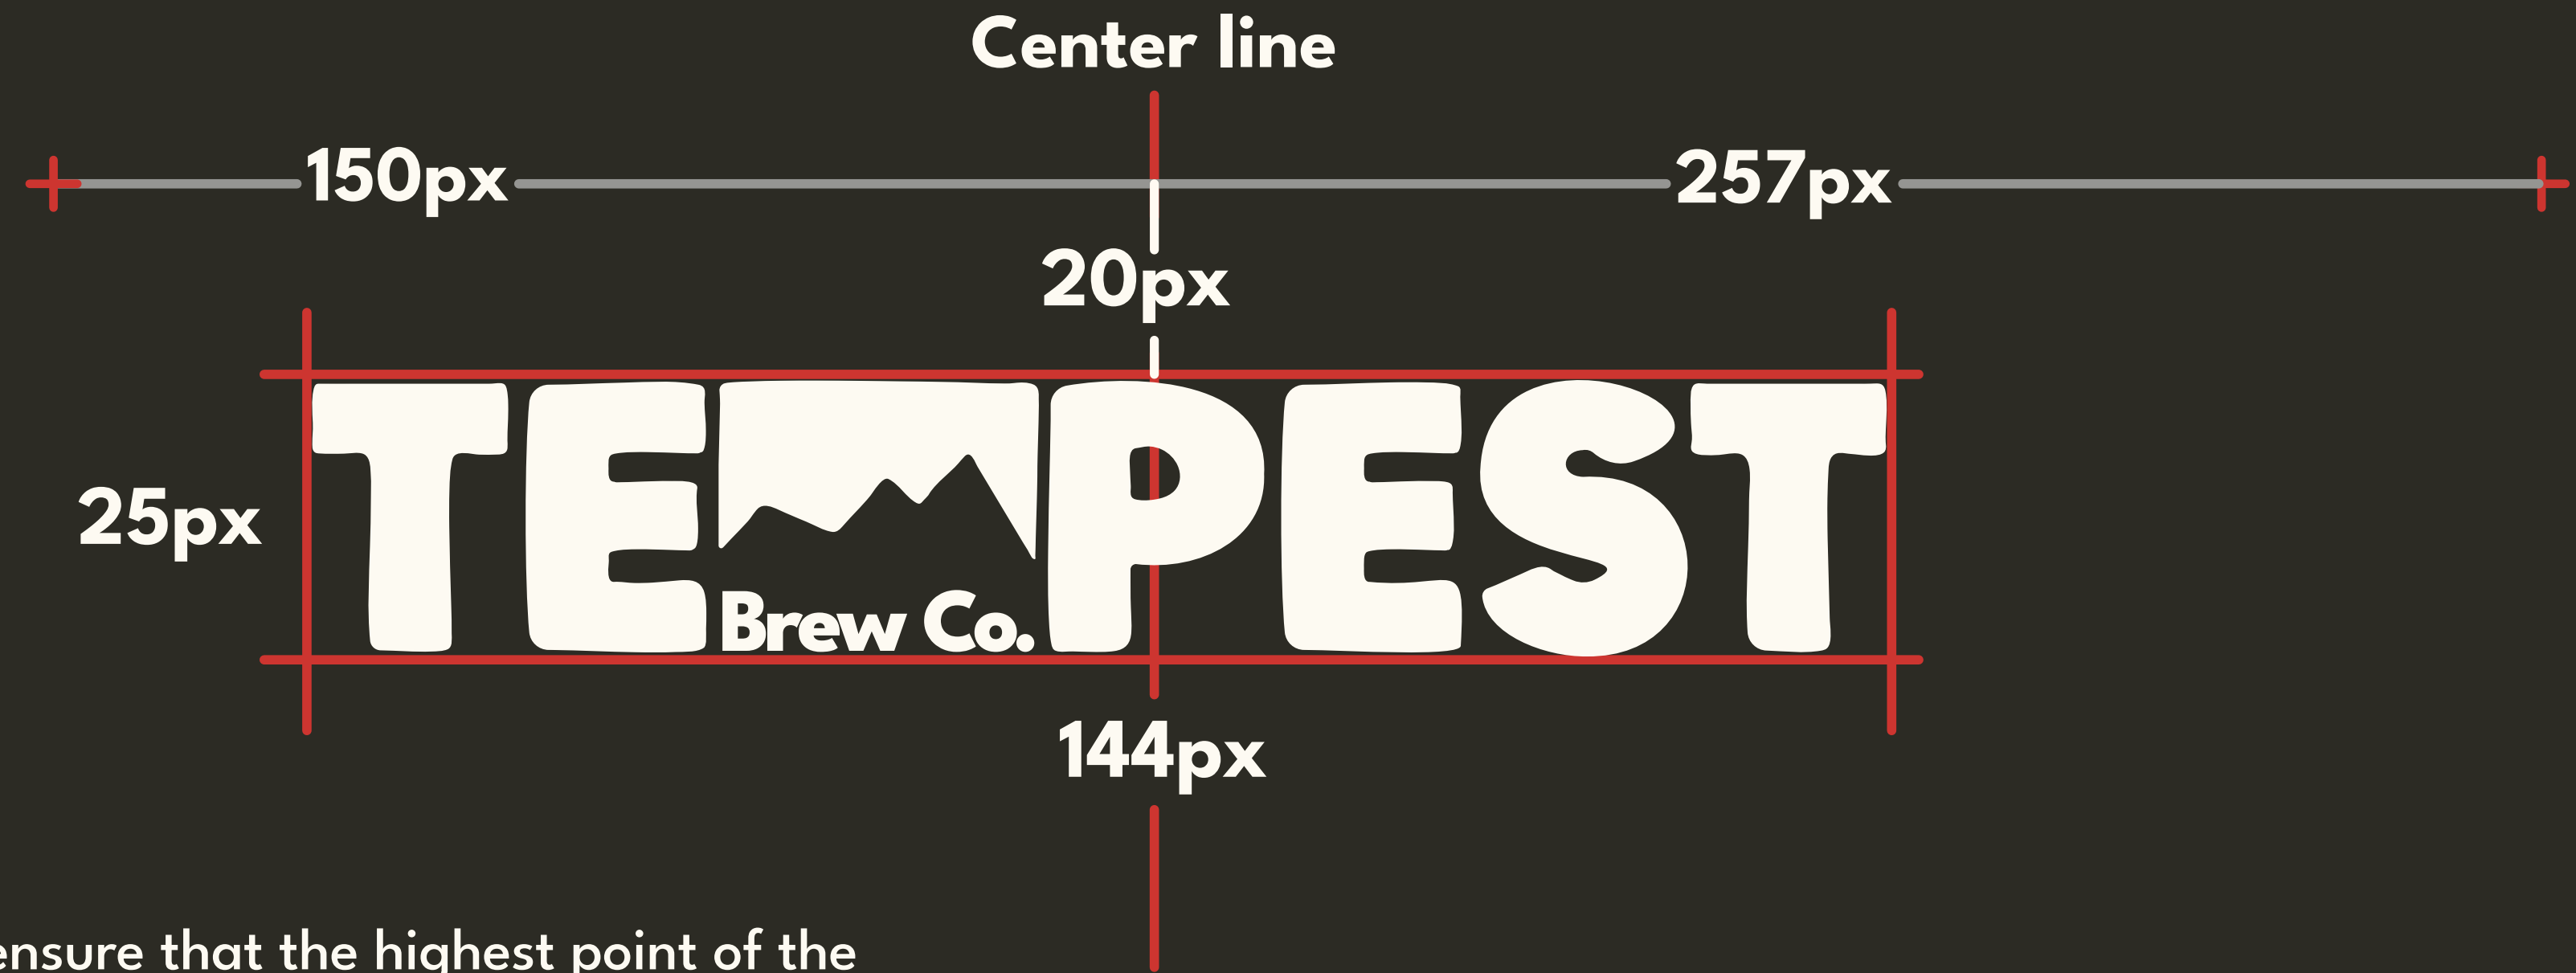 Center line
150px
257px
20px
25px
TEMPEST
Brew Co.
144px
ensure that the highest point of the